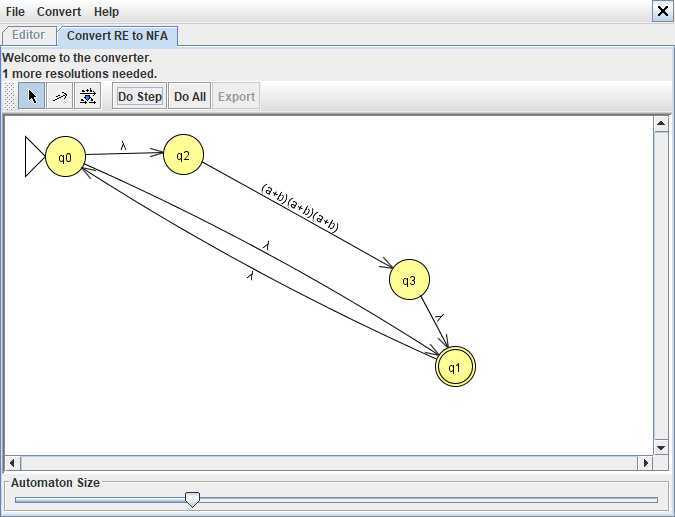 File Convert Help
Editor Convert RE to NFA
Welcome to the converter.
1 more resolutions needed.
Do Step Do All Export
q0
λ
q2
(a+b)(a+b)(a+b)
λ
λ
q3
λ
q1
Automaton Size